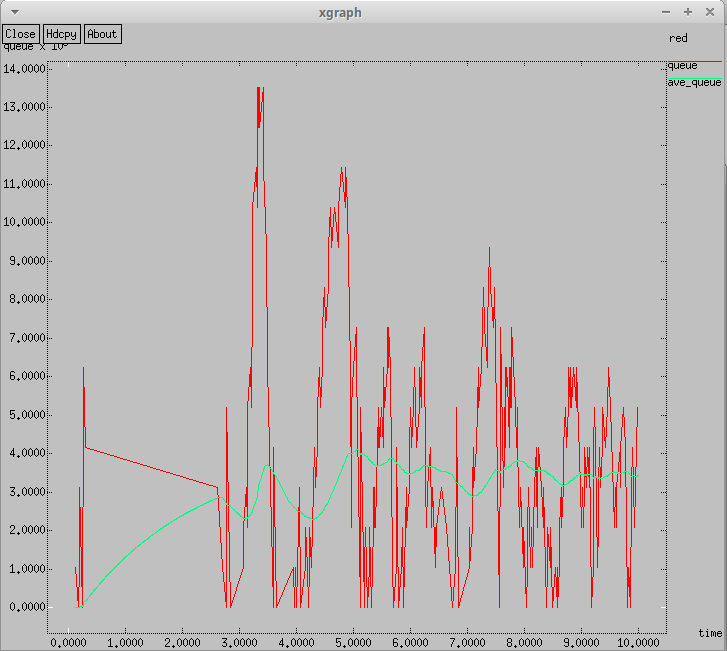 xgraph
Close Hdcpy About
queue x 10³
red
queue
ave_queue
14.0000
13.0000
12.0000
11.0000
10.0000
9.0000
8.0000
7.0000
6.0000
5.0000
4.0000
3.0000
2.0000
1.0000
0.0000
time
0.0000 1.0000 2.0000 3.0000 4.0000 5.0000 6.0000 7.0000 8.0000 9.0000 10.0000